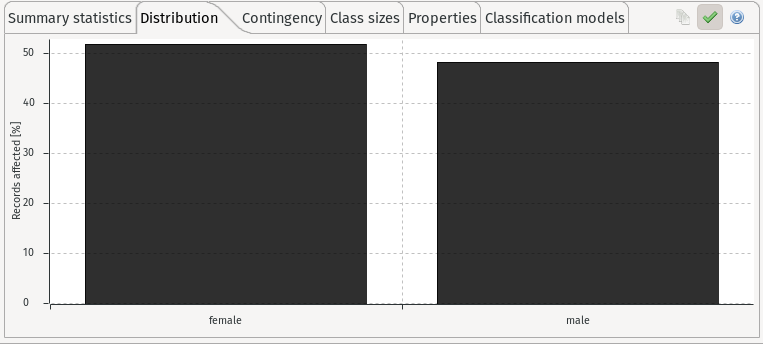 Summary statistics
Distribution
Contingency
Class sizes
Properties
Classification models
Records affected [%]
50
40
30
20
10
0
female
male